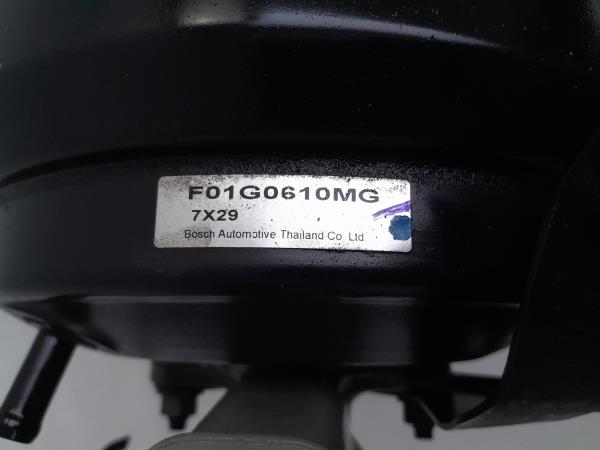 F01G0610MG
7X29
Bosch Automotive Thailand Co. Ltd.